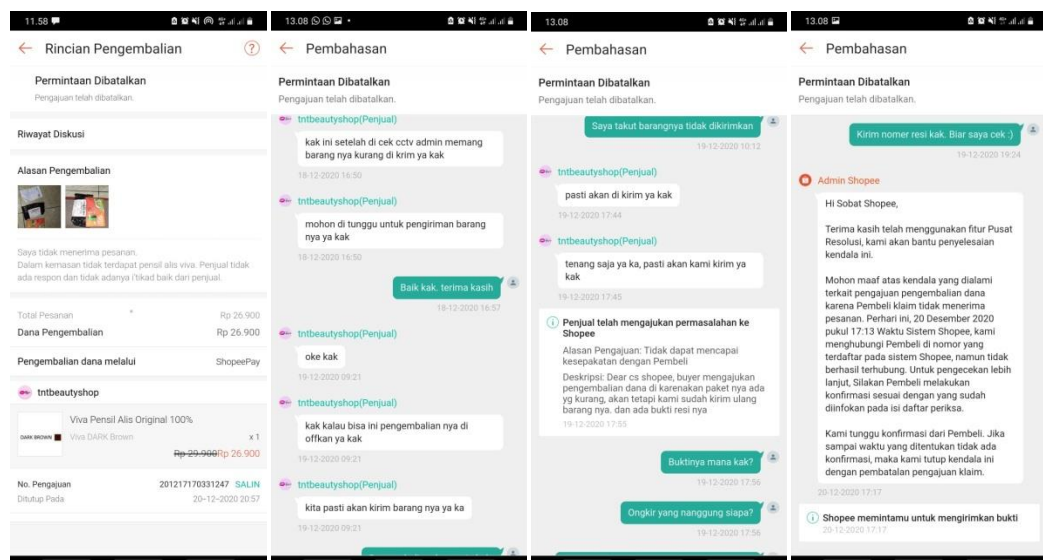 11.58
Rincian Pengembalian
?
Permintaan Dibatalkan
Pengajuan telah dibatalkan.
Riwayat Diskusi
Alasan Pengembalian
Saya tidak menerima pesanan.
Dalam kemasan tidak terdapat pensil alis viva. Penjual tidak
ada respon dan tidak adanya i'tikad baik dari penjual.
Total Pesanan Rp 26.900
Dana Pengembalian Rp 26.900
Pengembalian dana melalui ShopeePay
tntbeautyshop
Viva Pensil Alis Original 100%
DARK BROWN
Viva DARK Brown x 1
Rp 29.900 Rp 26.900
No. Pengajuan 201217170331247 SALIN
Ditutup Pada 20-12-2020 20:57
13.08
Pembahasan
Permintaan Dibatalkan
Pengajuan telah dibatalkan.
tntbeautyshop(Penjual)
kak ini setelah di cek cctv admin memang
barang nya kurang di krim ya kak
18-12-2020 16:50
tntbeautyshop(Penjual)
mohon di tunggu untuk pengiriman barang
nya ya kak
18-12-2020 16:50
Baik kak. terima kasih
18-12-2020 16:57
tntbeautyshop(Penjual)
oke kak
19-12-2020 09:21
tntbeautyshop(Penjual)
kak kalau bisa ini pengembalian nya di
offkan ya kak
19-12-2020 09:21
tntbeautyshop(Penjual)
kita pasti akan kirim barang nya ya ka
19-12-2020 09:21
13.08
Pembahasan
Permintaan Dibatalkan
Pengajuan telah dibatalkan.
Saya takut barangnya tidak dikirimkan
19-12-2020 10:12
tntbeautyshop(Penjual)
pasti akan di kirim ya kak
19-12-2020 17:44
tntbeautyshop(Penjual)
tenang saja ya ka, pasti akan kami kirim ya
kak
19-12-2020 17:45
Penjual telah mengajukan permasalahan ke
Shopee
Alasan Pengajuan: Tidak dapat mencapai
kesepakatan dengan Pembeli
Deskripsi: Dear cs shopee, buyer mengajukan
pengembalian dana di karenakan paket nya ada
yg kurang, akan tetapi kami sudah kirim ulang
barang nya. dan ada bukti resi nya
19-12-2020 17:55
Buktinya mana kak?
19-12-2020 17:56
Ongkir yang nanggung siapa?
19-12-2020 17:56
13.08
Pembahasan
Permintaan Dibatalkan
Pengajuan telah dibatalkan.
Kirim nomer resi kak. Biar saya cek :)
19-12-2020 19:24
Admin Shopee
Hi Sobat Shopee,
Terima kasih telah menggunakan fitur Pusat
Resolusi, kami akan bantu penyelesaian
kendala ini.
Mohon maaf atas kendala yang dialami
terkait pengajuan pengembalian dana
karena Pembeli klaim tidak menerima
pesanan. Perhari ini, 20 Desember 2020
pukul 17:13 Waktu Sistem Shopee, kami
menghubungi Pembeli di nomor yang
terdaftar pada sistem Shopee, namun tidak
berhasil terhubung. Untuk pengecekan lebih
lanjut, Silakan Pembeli melakukan
konfirmasi sesuai dengan yang sudah
diinfokan pada isi daftar periksa.
Kami tunggu konfirmasi dari Pembeli. Jika
sampai waktu yang ditentukan tidak ada
konfirmasi, maka kami tutup kendala ini
dengan pembatalan pengajuan klaim.
20-12-2020 17:17
Shopee memintamu untuk mengirimkan bukti
20-12-2020 17:17